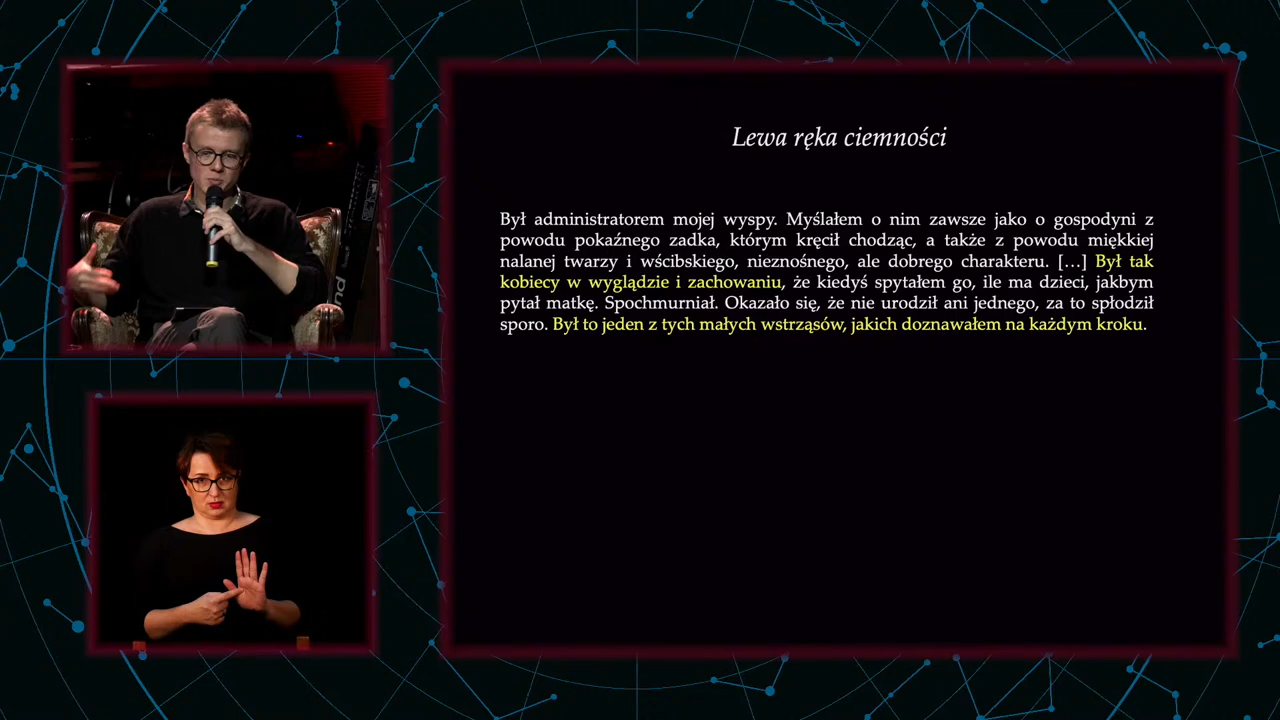 Lewa ręka ciemności
Był administratorem mojej wyspy. Myślałem o nim zawsze jako o gospodyni z
powodu pokaźnego zadka, którym kręcił chodząc, a także z powodu miękkiej
nalanej twarzy i wścibskiego, nieznośnego, ale dobrego charakteru. […] Był tak
kobiecy w wyglądzie i zachowaniu, że kiedyś spytałem go, ile ma dzieci, jakbym
pytał matkę. Spochmurniał. Okazało się, że nie urodził ani jednego, za to spłodził
sporo. Był to jeden z tych małych wstrząsów, jakich doznawałem na każdym kroku.